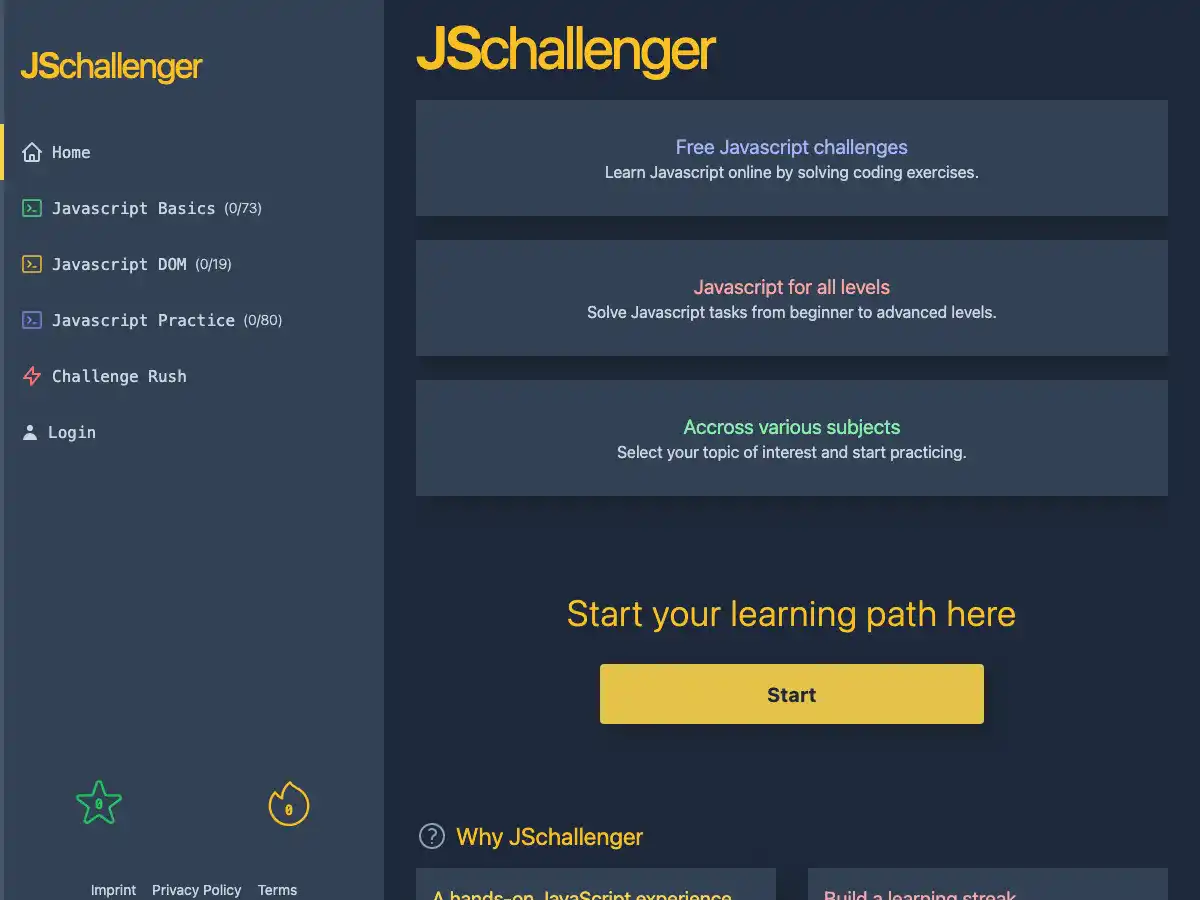 JSchallenger
Home
Javascript Basics (0/73)
Javascript DOM (0/19)
Javascript Practice (0/80)
Challenge Rush
Login
0
0
Imprint Privacy Policy Terms
JSchallenger
Free Javascript challenges
Learn Javascript online by solving coding exercises.
Javascript for all levels
Solve Javascript tasks from beginner to advanced levels.
Accross various subjects
Select your topic of interest and start practicing.
Start your learning path here
Start
? Why JSchallenger
A hands-on JavaScript experience
Build a learning streak